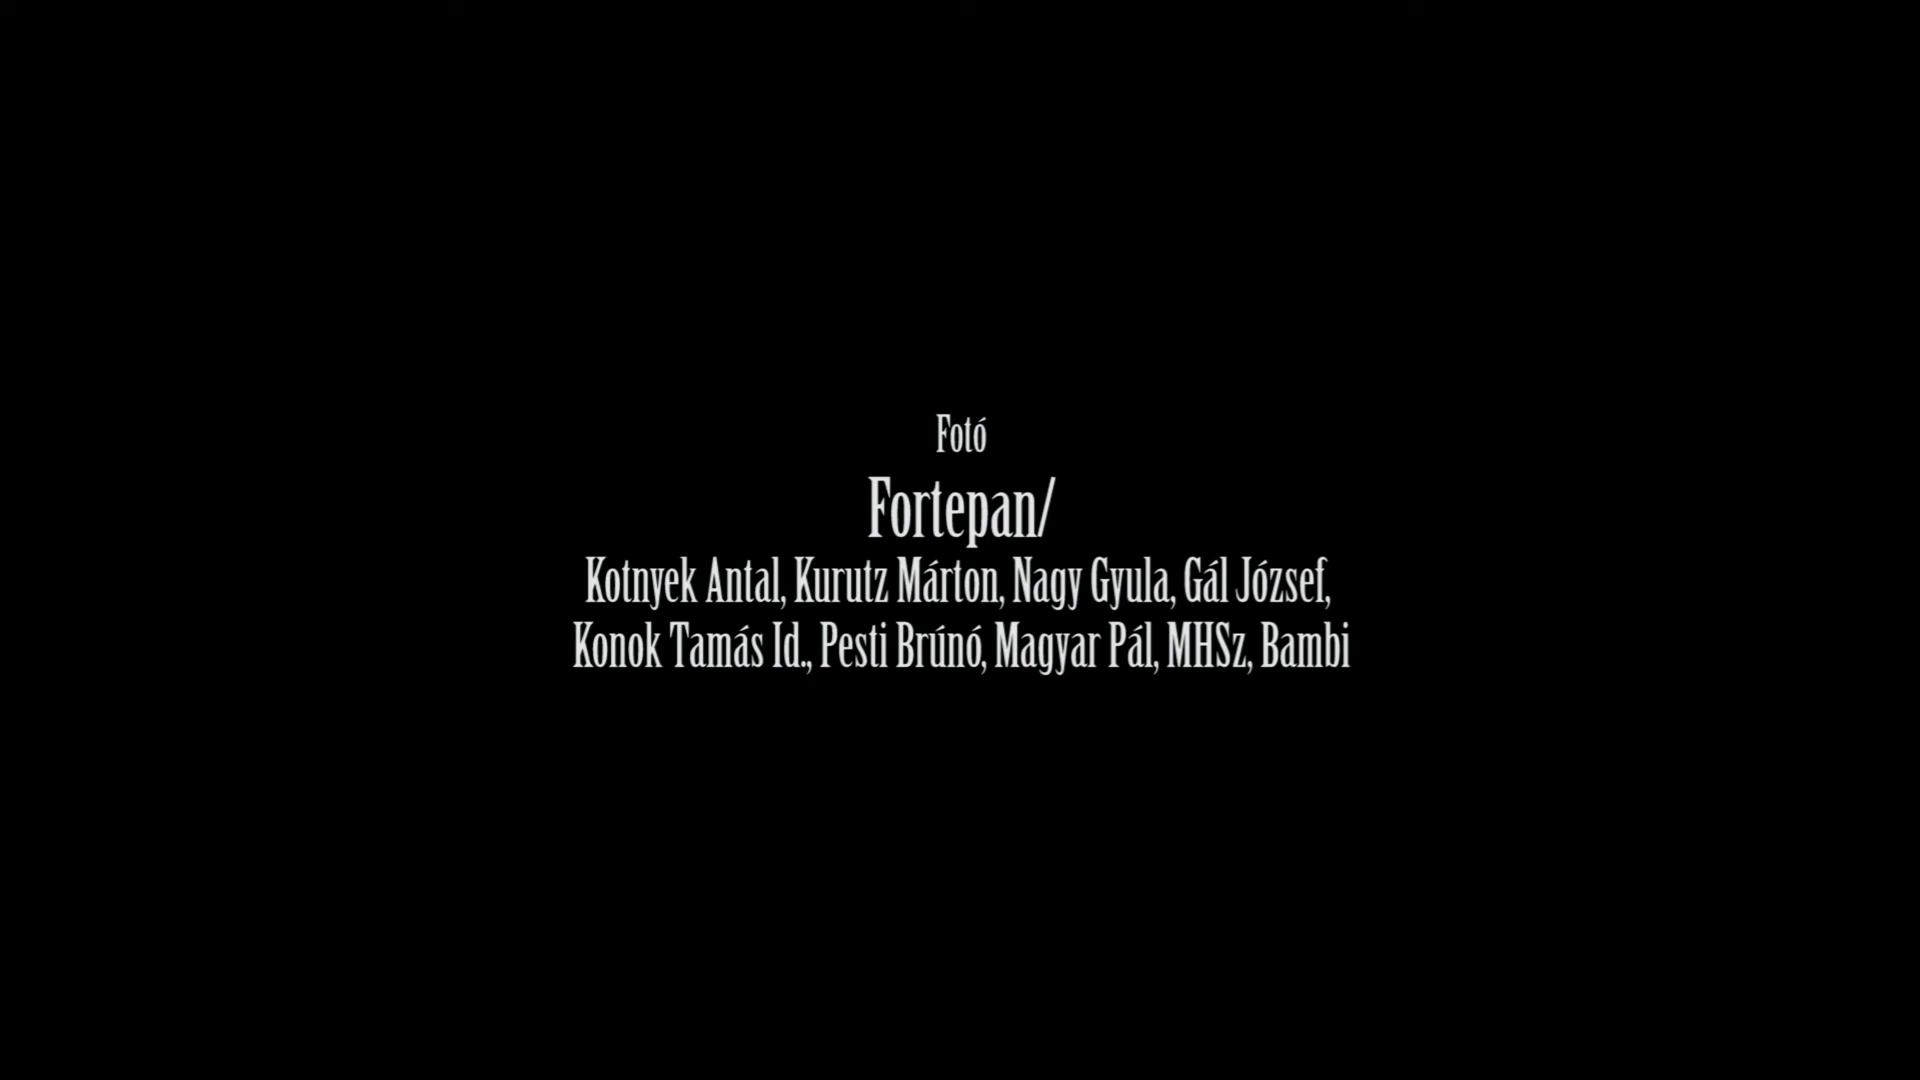 Fotó
Fortepan/
Kotnyek Antal, Kurutz Márton, Nagy Gyula, Gál József,
Konok Tamás Id., Pesti Brúnó, Magyar Pál, MHSz, Bambi